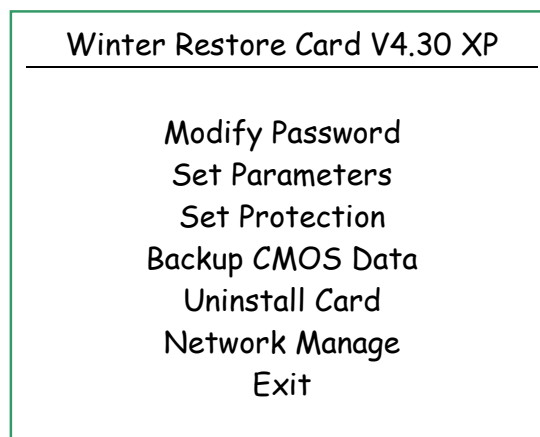 Winter Restore Card V4.30 XP
Modify Password
Set Parameters
Set Protection
Backup CMOS Data
Uninstall Card
Network Manage
Exit